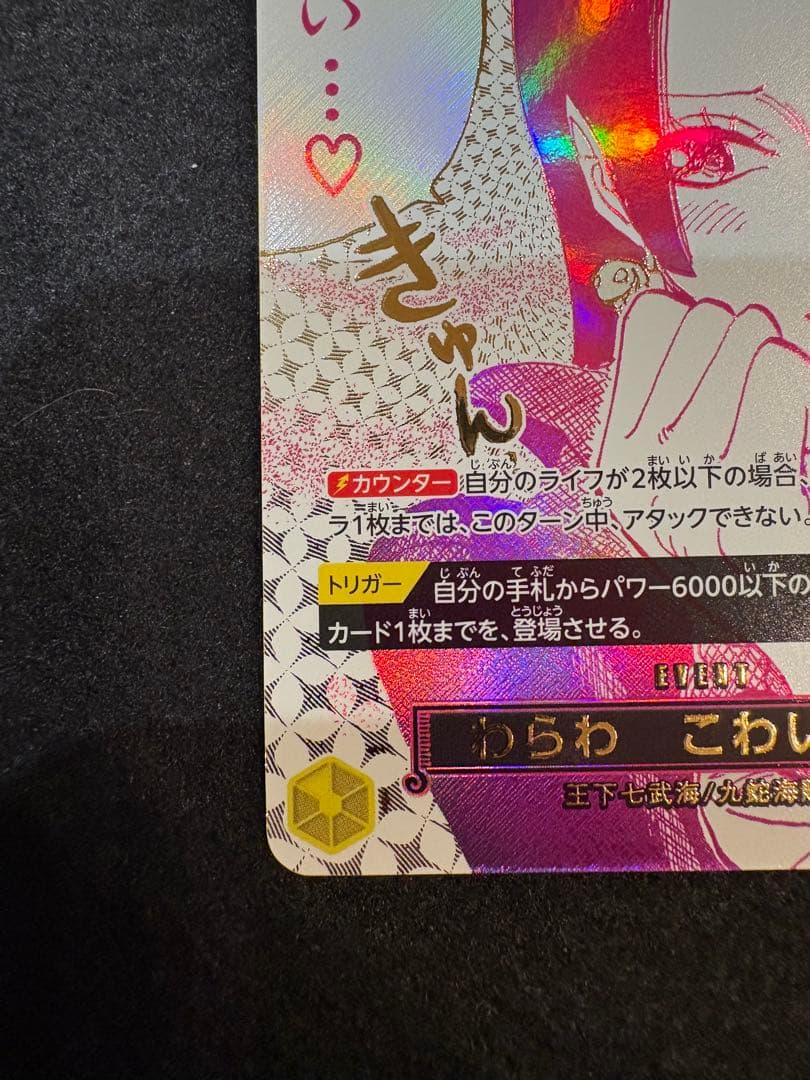 い…♡
きゅん
カウンター 自分のライフが2枚以下の場合、
ラ1枚までは、このターン中、アタックできない。
トリガー 自分の手札からパワー6000以下の
カード1枚までを、登場させる。
EVENT
わらわ こわい
王下七武海/九蛇海賊